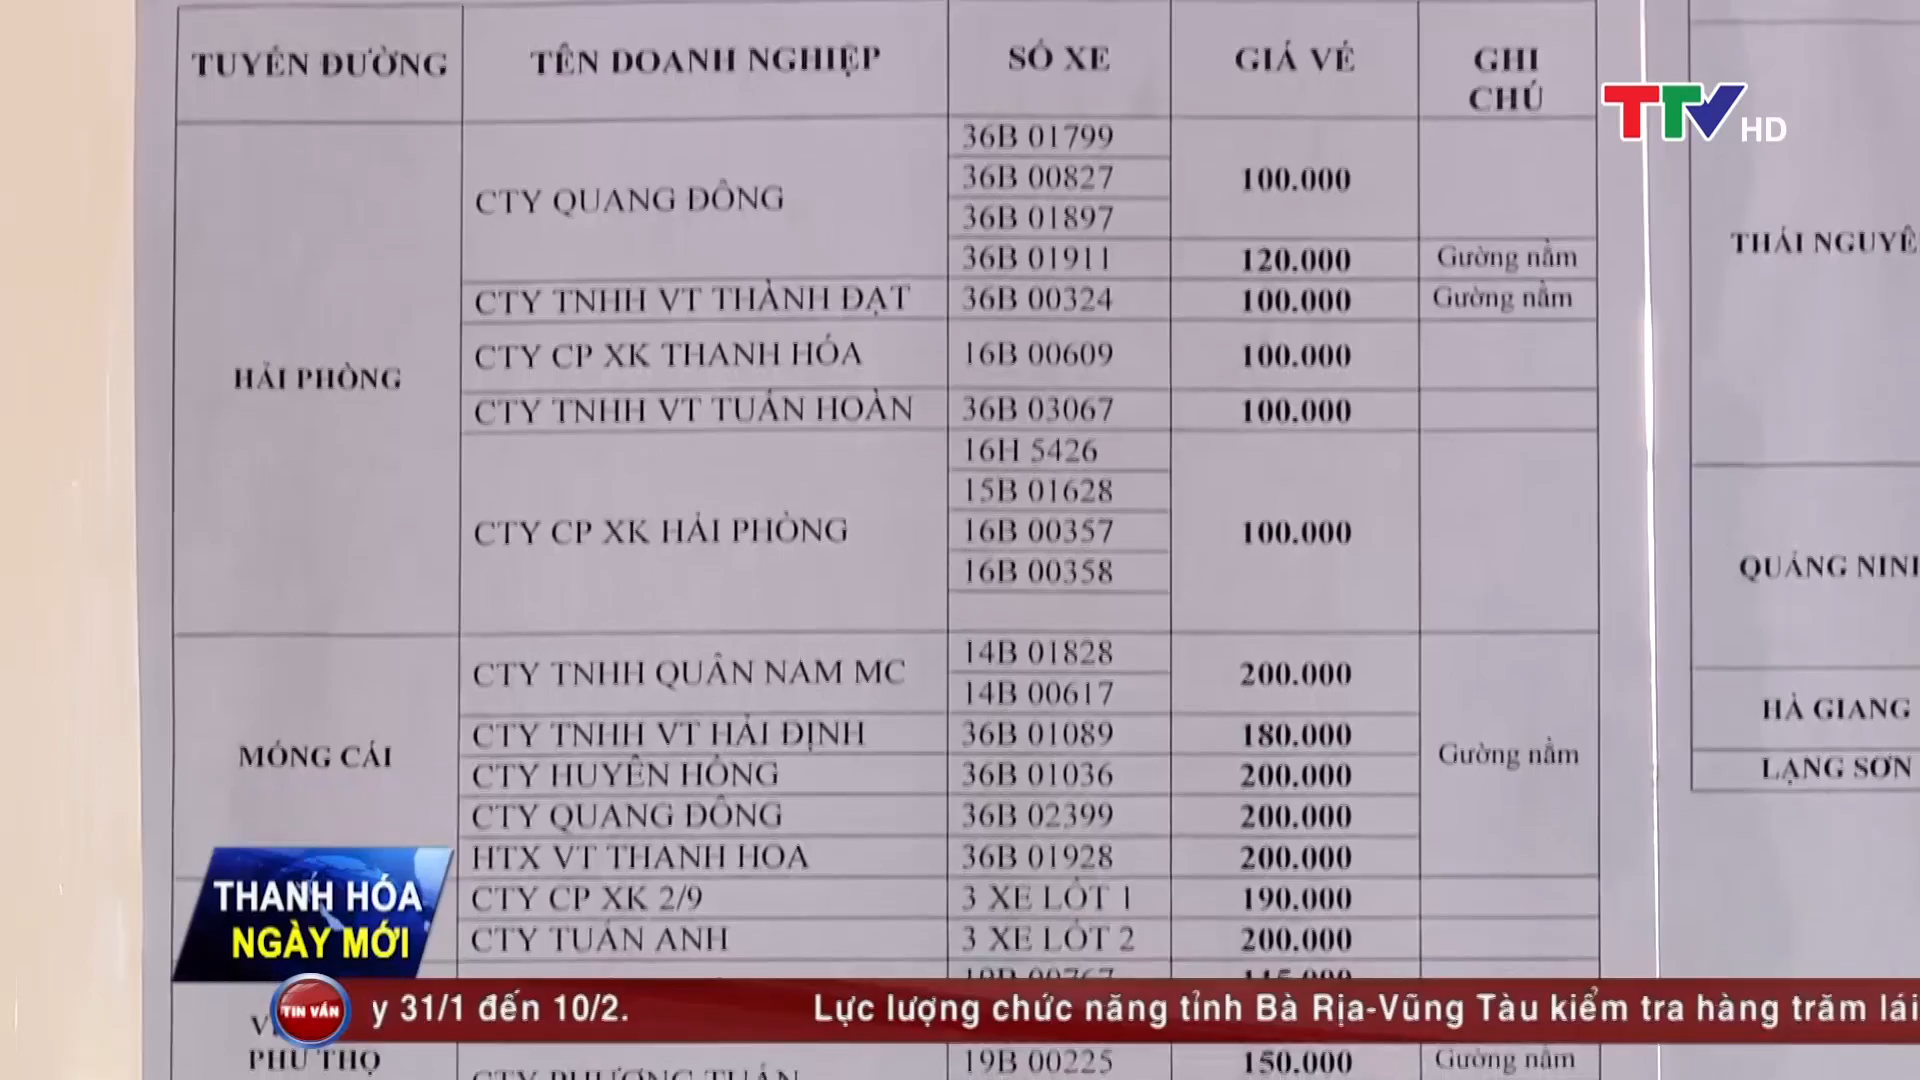 TUYẾN ĐƯỜNG TÊN DOANH NGHIỆP SỐ XE GIÁ VÉ GHI CHÚ
36B 01799
CTY QUANG ĐÔNG 36B 00827 100.000
36B 01897
36B 01911 120.000 Gường nằm
CTY TNHH VT THÀNH ĐẠT 36B 00324 100.000 Gường nằm
HẢI PHÒNG CTY CP XK THANH HÓA 16B 00609 100.000
CTY TNHH VT TUẤN HOÀN 36B 03067 100.000
16H 5426
15B 01628
CTY CP XK HẢI PHÒNG 16B 00357 100.000
16B 00358
CTY TNHH QUẦN NAM MC 14B 01828 200.000
14B 00617
CTY TNHH VT HẢI ĐỊNH 36B 01089 180.000
MÓNG CÁI CTY HUYỀN HỒNG 36B 01036 200.000 Gường nằm
CTY QUANG ĐÔNG 36B 02399 200.000
HTX VT THANH HOA 36B 01928 200.000
CTY CP XK 2/9 3 XE LỐT 1 190.000
CTY TUẤN ANH 3 XE LỐT 2 200.000
PHÚ THỌ 19B 00225 150.000 Gường nằm
THÁI NGUYÊ
QUẢNG NIN
HÀ GIANG
LẠNG SƠN
TTV HD
THANH HÓA
NGÀY MỚI
TIN VẮN
y 31/1 đến 10/2. Lực lượng chức năng tỉnh Bà Rịa-Vũng Tàu kiểm tra hàng trăm lái